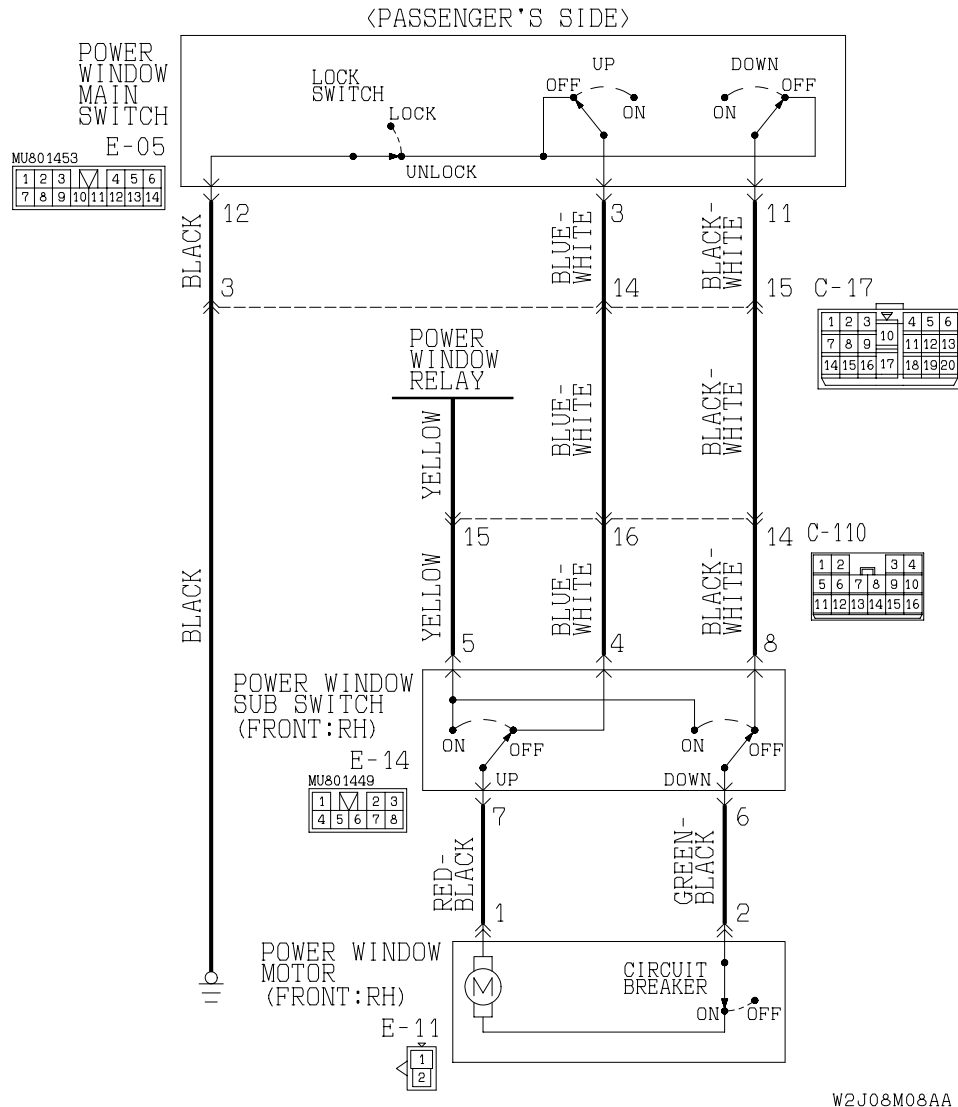 <PASSENGER'S SIDE>
POWER
WINDOW
MAIN
SWITCH
E-05
MU801453
1 2 3 4 5 6
7 8 9 10 11 12 13 14
LOCK
SWITCH
LOCK
UNLOCK
UP
OFF
ON
DOWN
OFF
ON
12
3
11
BLACK
BLUE-
WHITE
BLACK-
WHITE
3
14
15
C-17
1 2 3 4 5 6
7 8 9 10 11 12 13
14 15 16 17 18 19 20
POWER
WINDOW
RELAY
YELLOW
BLUE-
WHITE
BLACK-
WHITE
15
16
14
C-110
1 2 3 4
5 6 7 8 9 10
11 12 13 14 15 16
BLACK
YELLOW
BLUE-
WHITE
BLACK-
WHITE
5
4
8
POWER WINDOW
SUB SWITCH
(FRONT:RH)
E-14
MU801449
1 2 3
4 5 6 7 8
ON
OFF
UP
ON
OFF
DOWN
7
6
RED-
BLACK
GREEN-
BLACK
1
2
POWER WINDOW
MOTOR
(FRONT:RH)
E-11
1
2
M
CIRCUIT
BREAKER
ON
OFF
W2J08M08AA